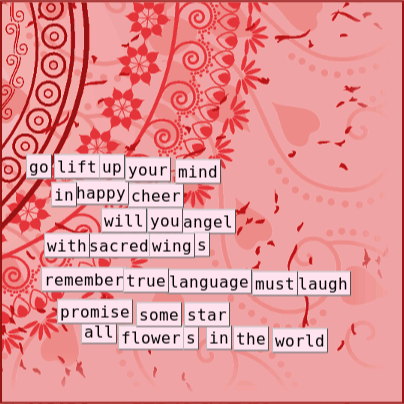 go lift up your mind
in happy cheer
will you angel
with sacred wing s
remember true language must laugh
promise some star
all flower s in the world